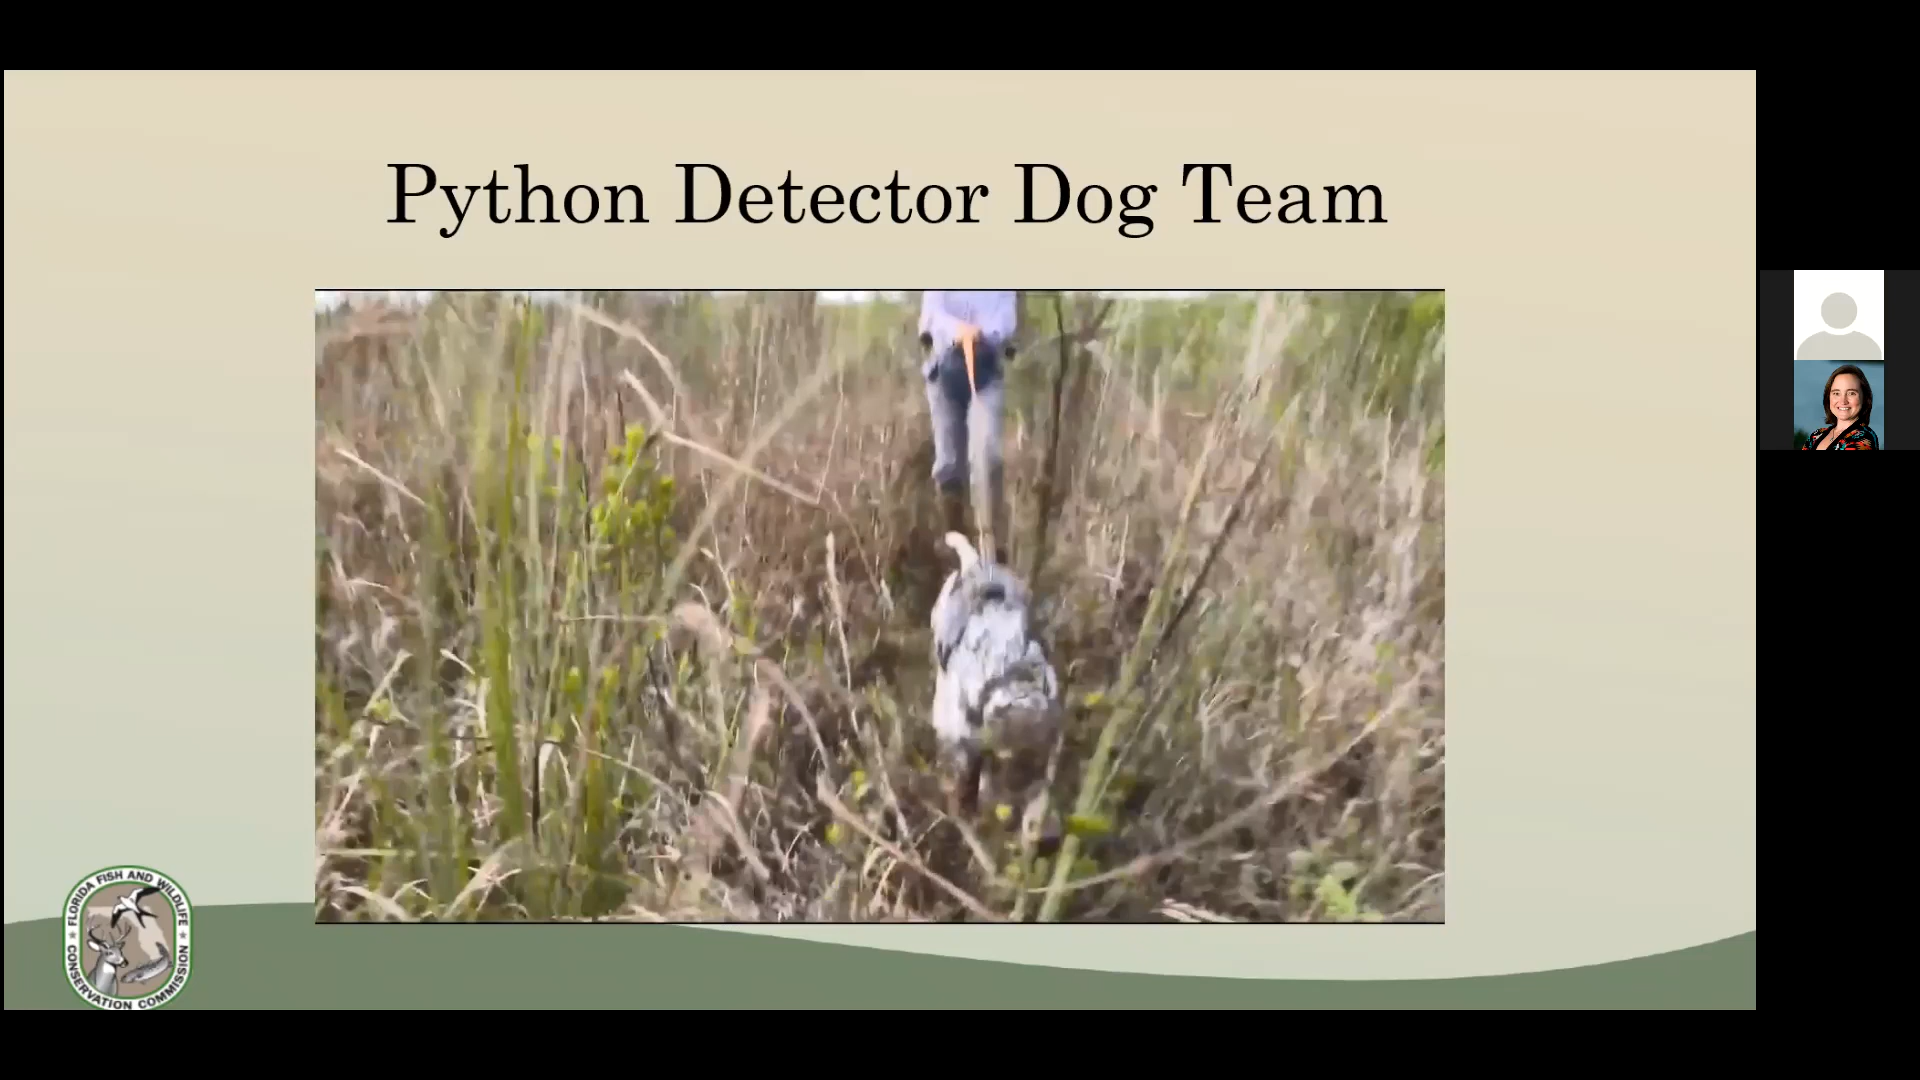 Python Detector Dog Team
FLORIDA FISH AND WILDLIFE
CONSERVATION COMMISSION